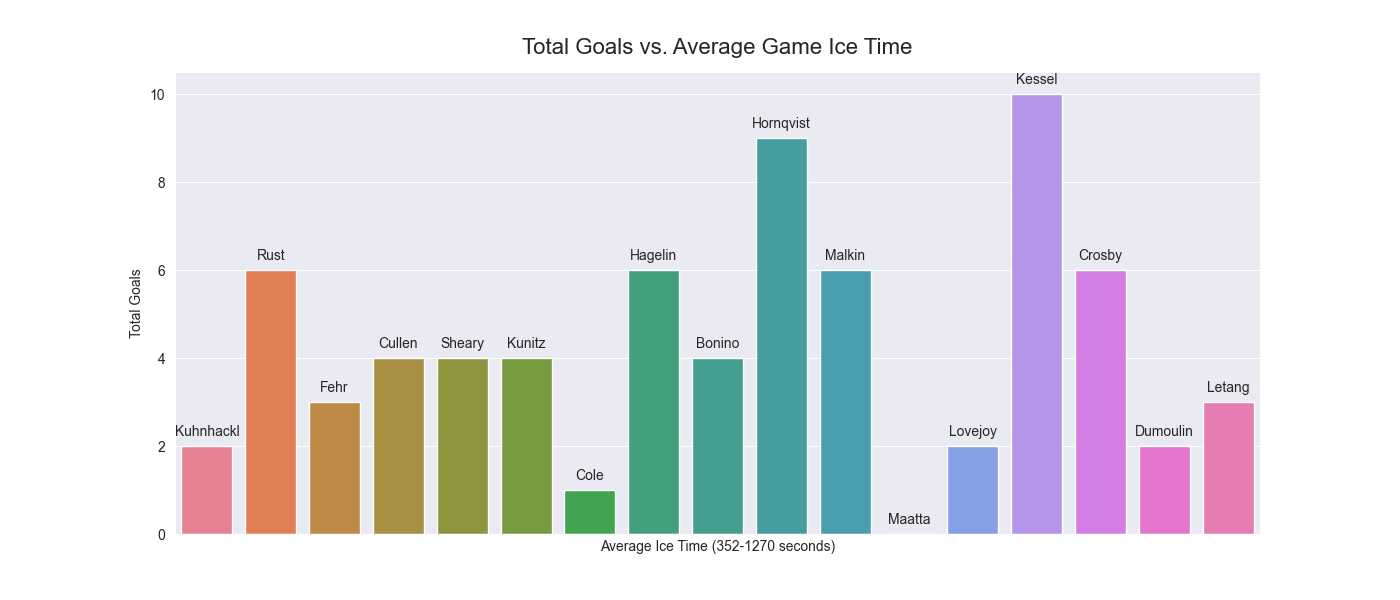 Total Goals vs. Average Game Ice Time
Kessel
10
Hornqvist
8
Rust
Hagelin
Malkin
Crosby
6
Total Goals
Cullen
Sheary
Kunitz
Bonino
4
Fehr
Letang
Kuhnhackl
Lovejoy
Dumoulin
2
Cole
Maatta
0
Average Ice Time (352-1270 seconds)